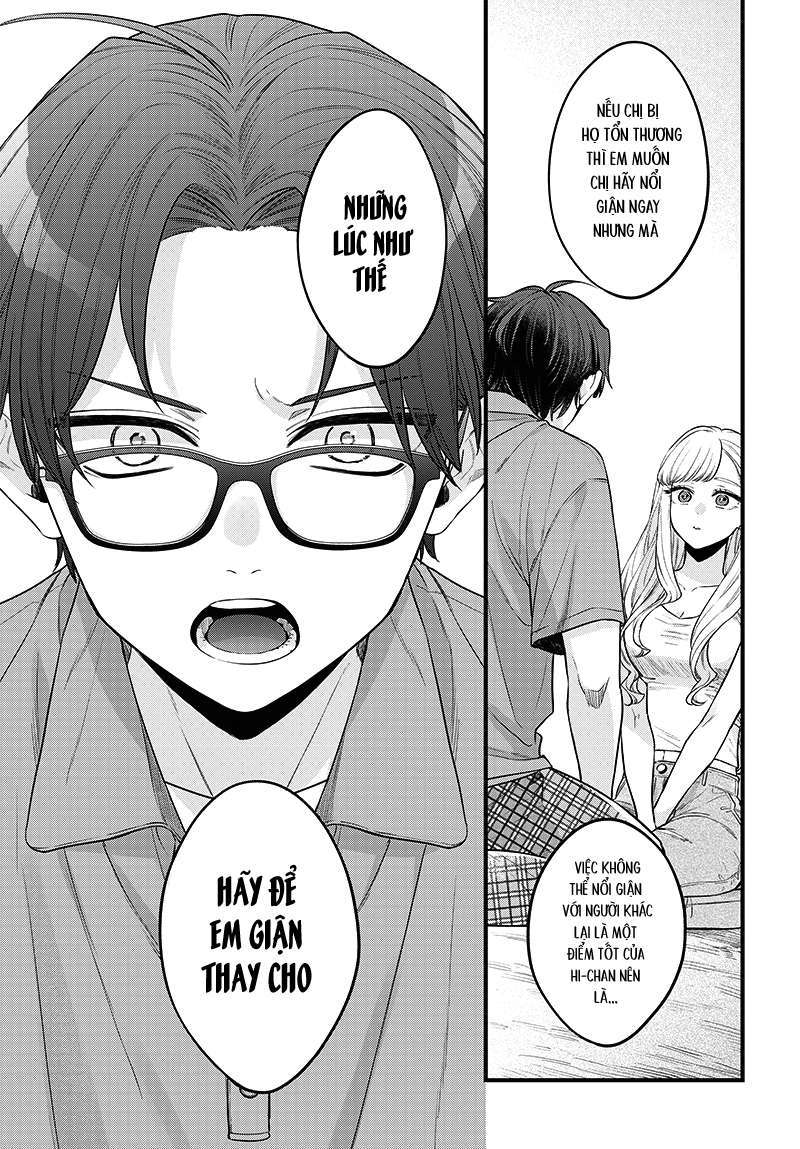 NẾU CHỊ BỊ
HỌ TỔN THƯƠNG
THÌ EM MUỐN
CHỊ HÃY NỔI
GIẬN NGAY
NHƯNG MÀ
VIỆC KHÔNG
THỂ NỔI GIẬN
VỚI NGƯỜI KHÁC
LẠI LÀ MỘT
ĐIỂM TỐT CỦA
HI-CHAN NÊN
LÀ...
NHỮNG
LÚC NHƯ
THẾ
HÃY ĐỂ
EM GIẬN
THAY CHO